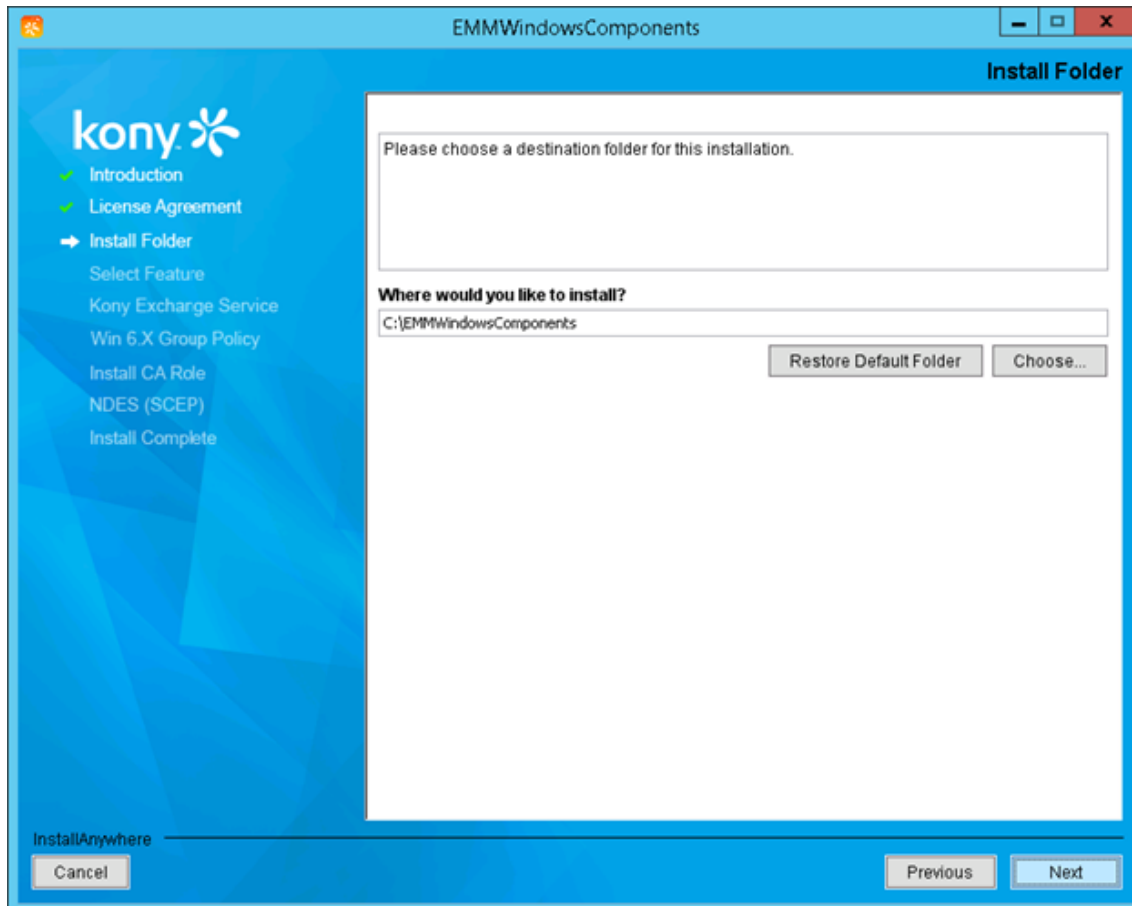 EMMWindowsComponents
Install Folder
kony
Introduction
License Agreement
Install Folder
Select Feature
Kony Exchange Service
Win 6.X Group Policy
Install CA Role
NDES (SCEP)
Install Complete
Please choose a destination folder for this installation.
Where would you like to install?
C:\EMMWindowsComponents
Restore Default Folder
Choose...
InstallAnywhere
Cancel
Previous
Next